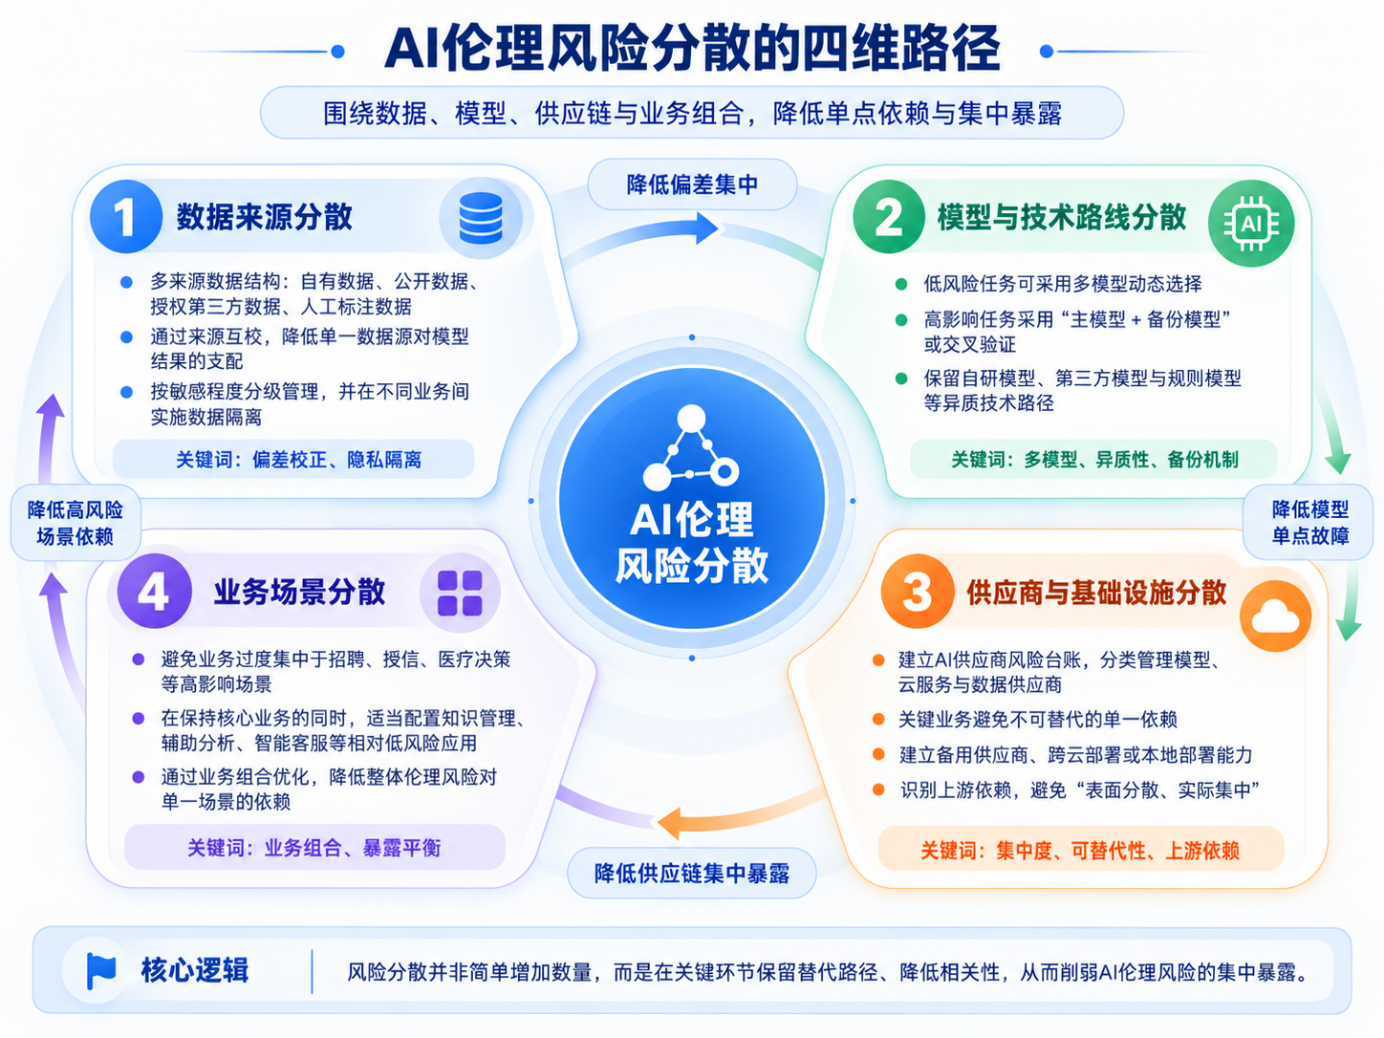 AI伦理风险分散的四维路径
围绕数据、模型、供应链与业务组合，降低单点依赖与集中暴露
降低偏差集中
1 数据来源分散
多来源数据结构：自有数据、公开数据、
授权第三方数据、人工标注数据
通过来源互校，降低单一数据源对模型
结果的支配
按敏感程度分级管理，并在不同业务间
实施数据隔离
关键词：偏差校正、隐私隔离
2 模型与技术路线分散
AI
低风险任务可采用多模型动态选择
高影响任务采用“主模型 + 备份模型”
或交叉验证
保留自研模型、第三方模型与规则模型
等异质技术路径
关键词：多模型、异质性、备份机制
AI伦理
风险分散
降低高风险
场景依赖
降低模型
单点故障
4 业务场景分散
避免业务过度集中于招聘、授信、医疗决策
等高影响场景
在保持核心业务的同时，适当配置知识管理、
辅助分析、智能客服等相对低风险应用
通过业务组合优化，降低整体伦理风险对
单一场景的依赖
关键词：业务组合、暴露平衡
3 供应商与基础设施分散
建立AI供应商风险台账，分类管理模型、
云服务与数据供应商
关键业务避免不可替代的单一依赖
建立备用供应商、跨云部署或本地部署能力
识别上游依赖，避免“表面分散、实际集中”
关键词：集中度、可替代性、上游依赖
降低供应链集中暴露
核心逻辑
风险分散并非简单增加数量，而是在关键环节保留替代路径、降低相关性，从而削弱AI伦理风险的集中暴露。